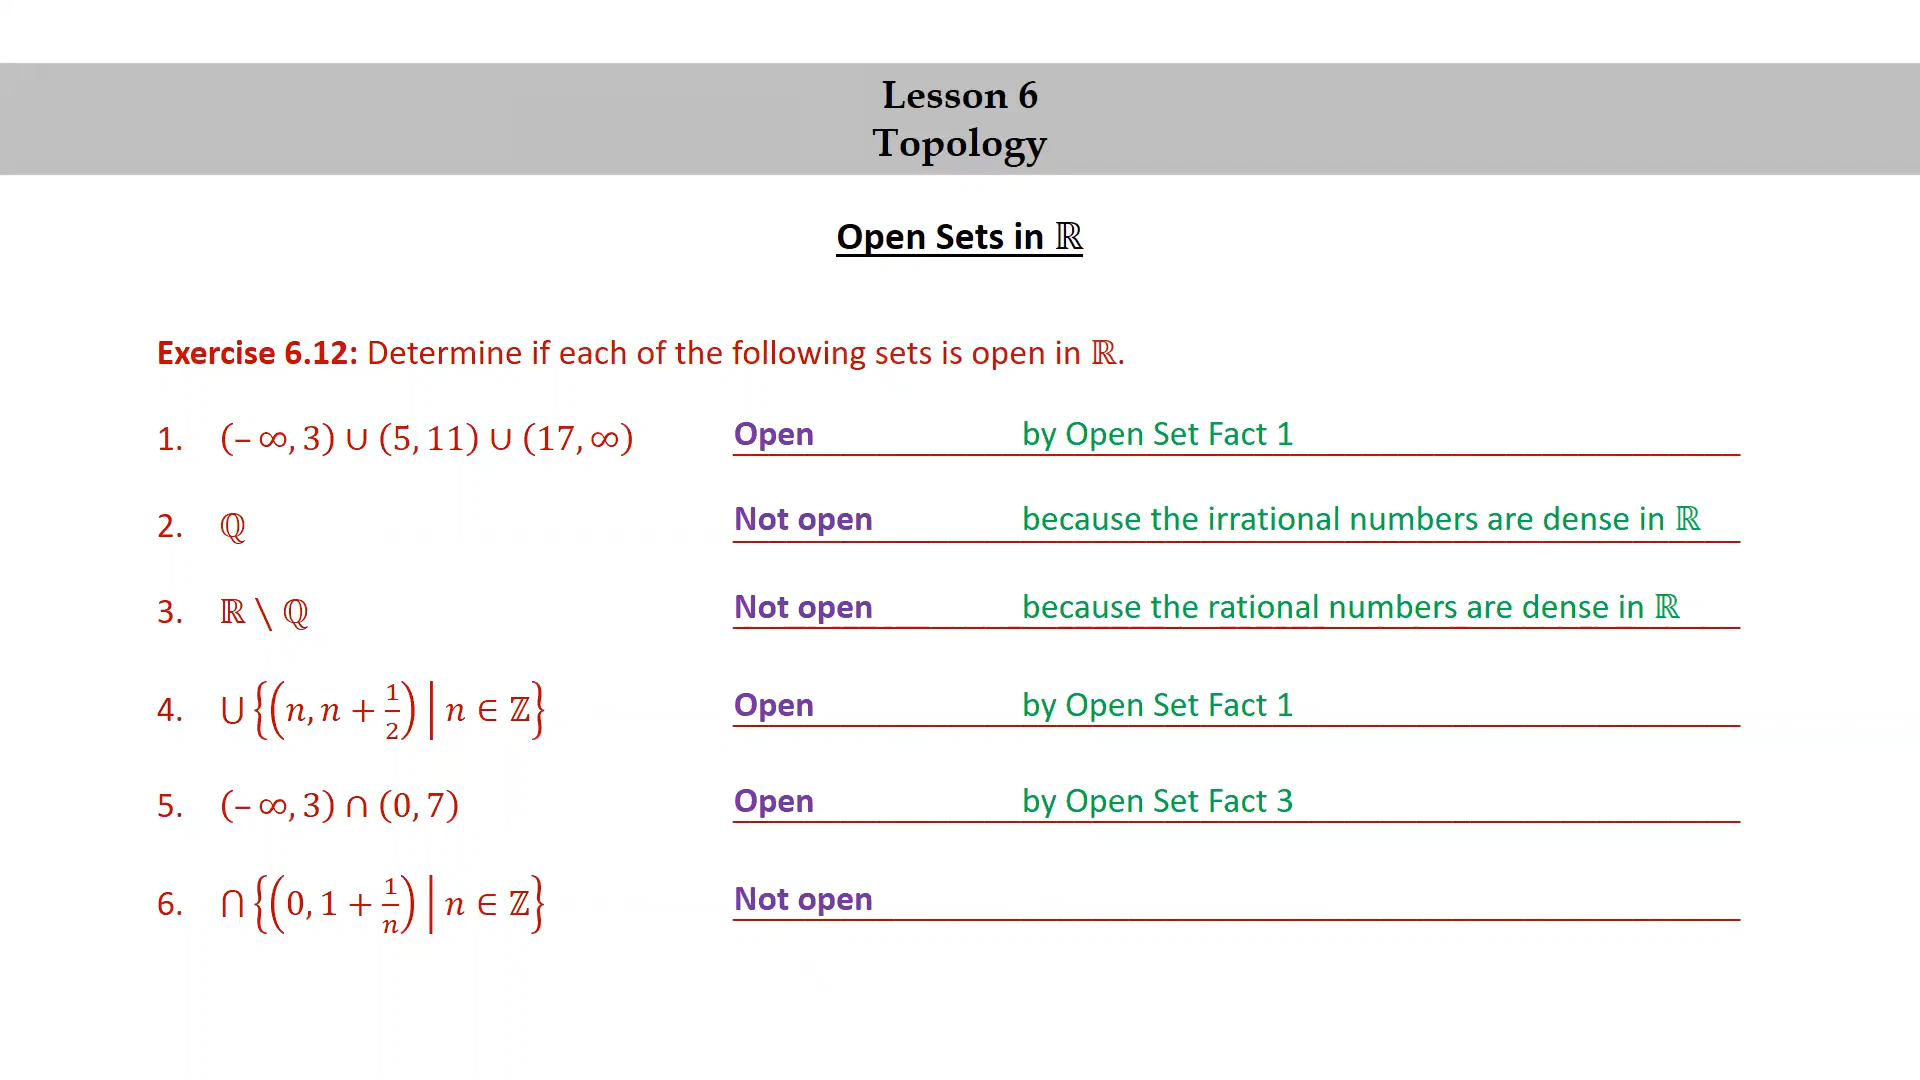 Lesson 6
Topology
Open Sets in ℝ
Exercise 6.12: Determine if each of the following sets is open in ℝ.
1. (– ∞, 3) ∪ (5, 11) ∪ (17, ∞) Open by Open Set Fact 1
2. ℚ Not open because the irrational numbers are dense in ℝ
3. ℝ \ ℚ Not open because the rational numbers are dense in ℝ
4. ⋃{(n, n + 1/2) | n ∈ ℤ} Open by Open Set Fact 1
5. (– ∞, 3) ∩ (0, 7) Open by Open Set Fact 3
6. ⋂{(0, 1 + 1/n) | n ∈ ℤ} Not open